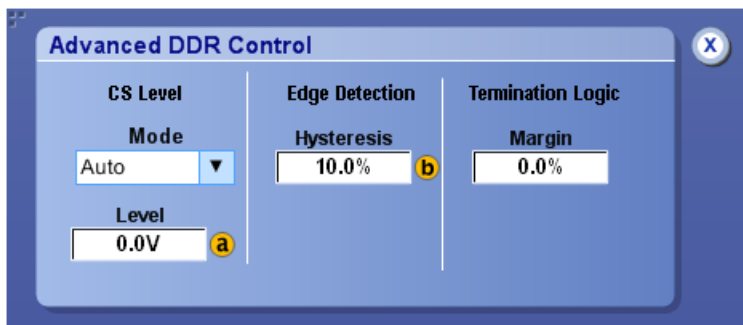 Advanced DDR Control
X
CS Level
Mode
Auto
Level
0.0V
a
Edge Detection
Hysteresis
10.0%
b
Termination Logic
Margin
0.0%